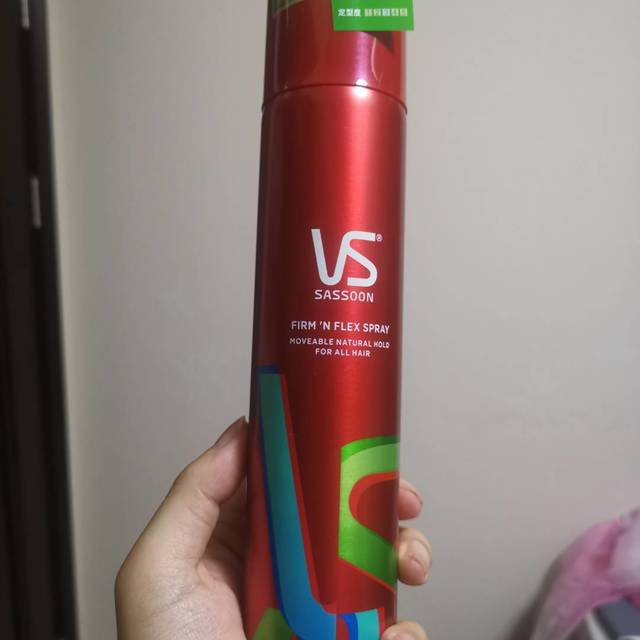 定型度
VS®
SASSOON
FIRM 'N FLEX SPRAY
MOVEABLE NATURAL HOLD
FOR ALL HAIR